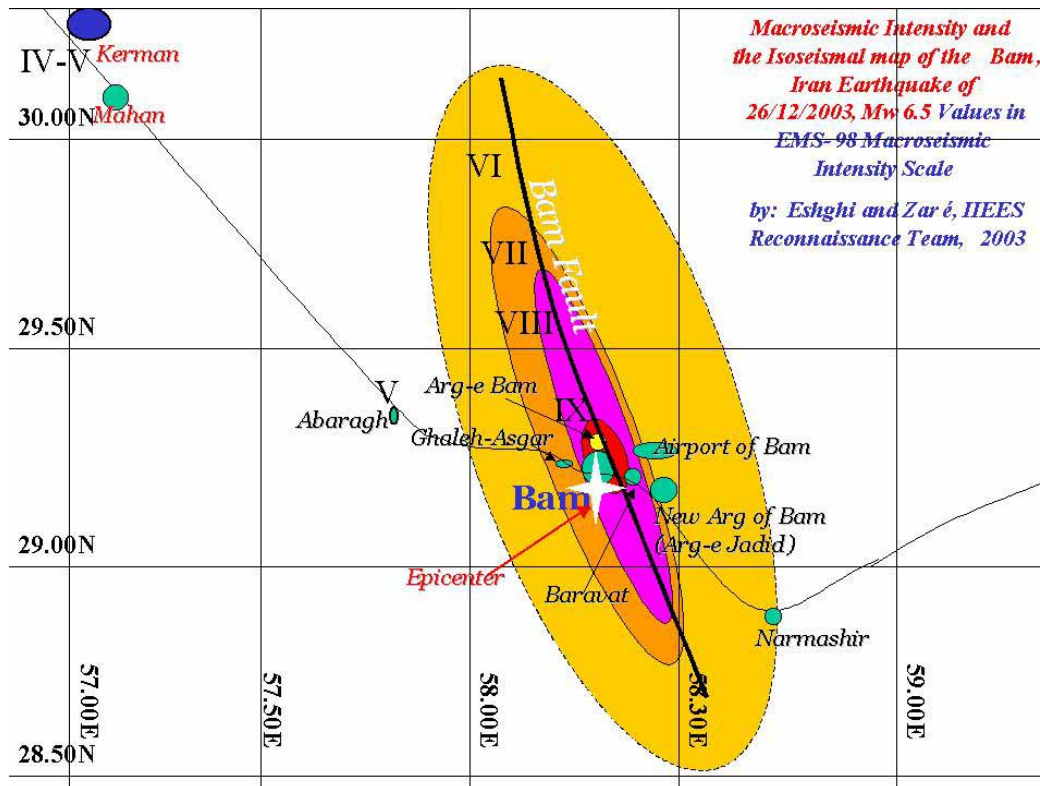 Macroseismic Intensity and
the Isoseismal map of the Bam,
Iran Earthquake of
26/12/2003, Mw 6.5 Values in
EMS-98 Macroseismic
Intensity Scale
by: Eshghi and Zaré, IIEES
Reconnaissance Team, 2003
IV-V
Kerman
Mahan
30.00N
VI
Bam Fault
VII
VIII
29.50N
V
Abaragh
Arg-e Bam
IX
Ghaleh-Asgar
Airport of Bam
Bam
New Arg of Bam
(Arg-e Jadid)
29.00N
Epicenter
Baravat
Narmashir
57.00E
57.50E
58.00E
58.30E
59.00E
28.50N